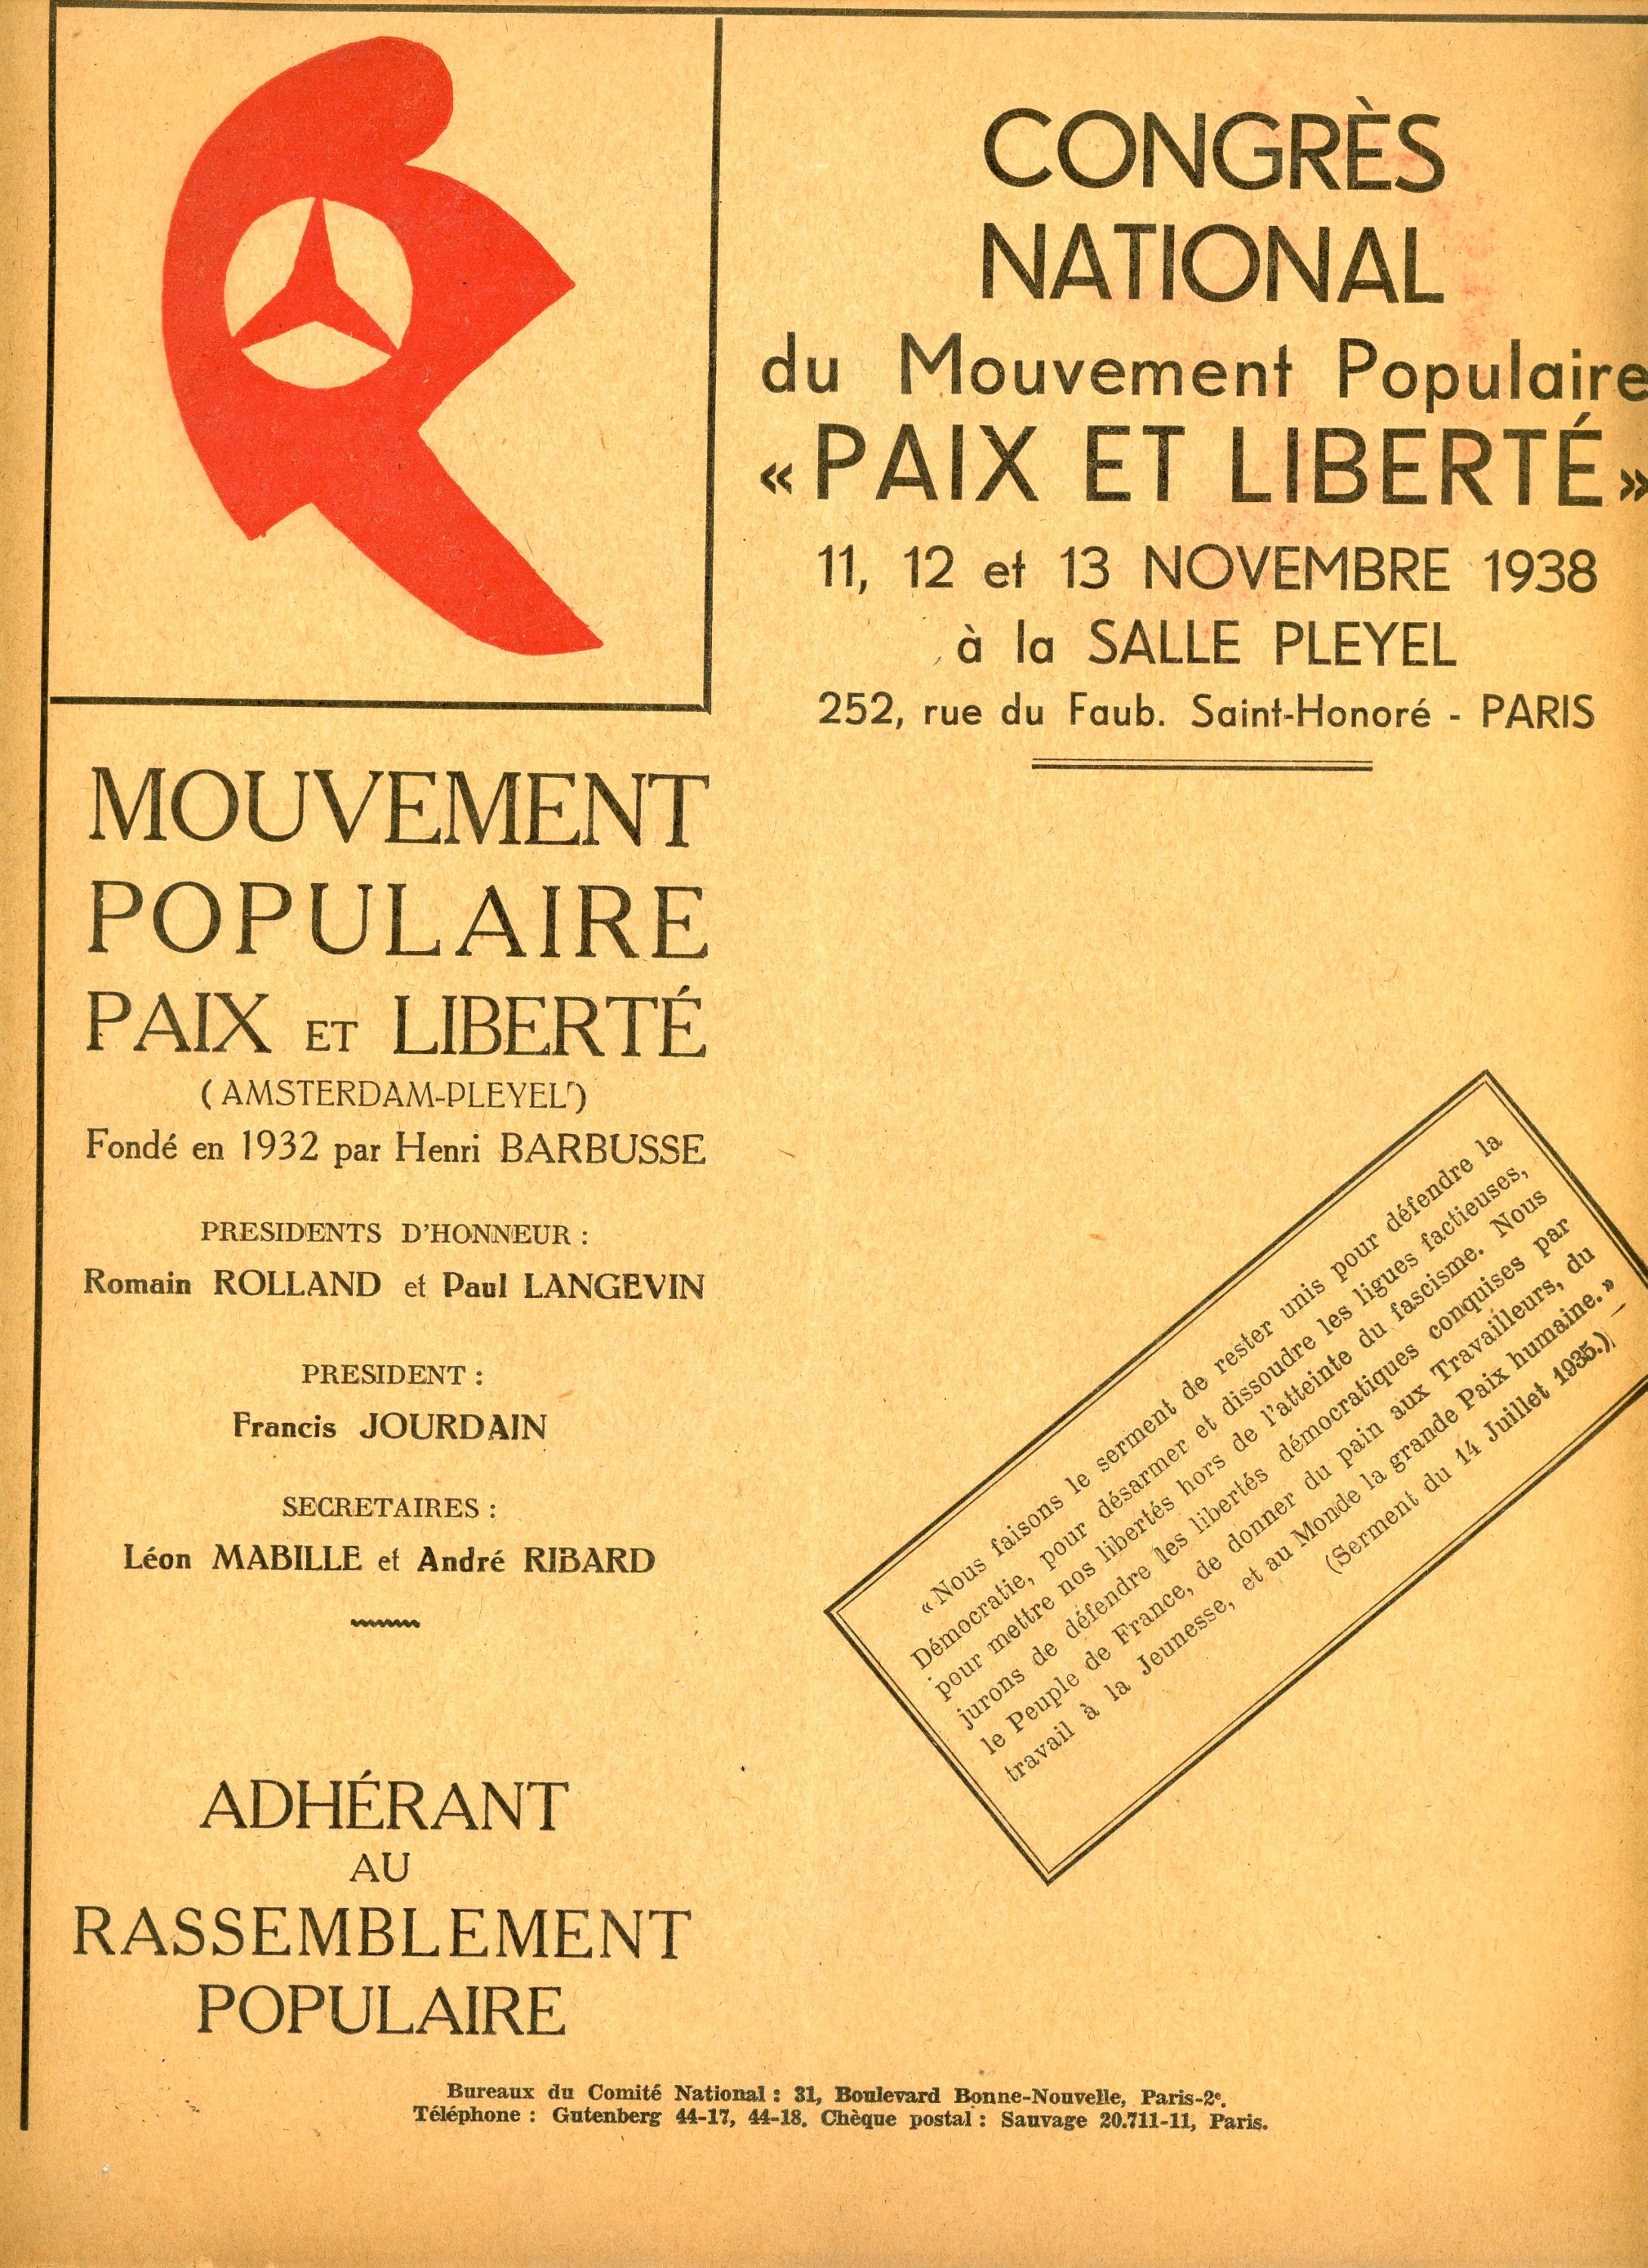 CONGRÈS
NATIONAL
du Mouvement Populaire
« PAIX ET LIBERTÉ »
11, 12 et 13 NOVEMBRE 1938
à la SALLE PLEYEL
252, rue du Faub. Saint-Honoré - PARIS
MOUVEMENT
POPULAIRE
PAIX ET LIBERTÉ
( AMSTERDAM-PLEYEL )
Fondé en 1932 par Henri BARBUSSE
PRESIDENTS D'HONNEUR :
Romain ROLLAND et Paul LANGEVIN
PRESIDENT :
Francis JOURDAIN
SECRETAIRES :
Léon MABILLE et André RIBARD
ADHÉRANT
AU
RASSEMBLEMENT
POPULAIRE
« Nous faisons le serment de rester unis pour défendre la
Démocratie, pour désarmer et dissoudre les ligues factieuses,
pour mettre nos libertés hors de l'atteinte du fascisme. Nous
jurons de défendre les libertés démocratiques conquises par
le Peuple de France, de donner du pain aux Travailleurs, du
travail à la Jeunesse, et au Monde la grande Paix humaine. »
(Serment du 14 Juillet 1935.)
Bureaux du Comité National : 31, Boulevard Bonne-Nouvelle, Paris-2e.
Téléphone : Gutenberg 44-17, 44-18. Chèque postal : Sauvage 20.711-11, Paris.